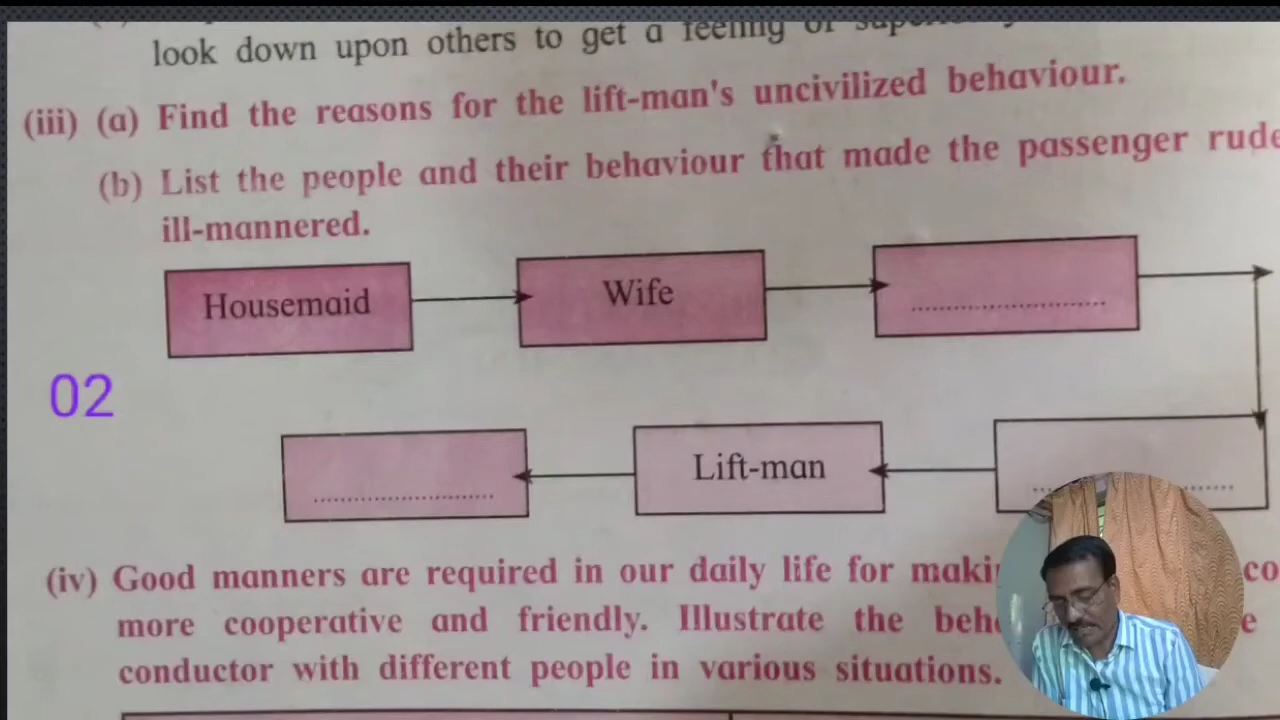 look down upon others to get a feeling of
(iii) (a) Find the reasons for the lift-man's uncivilized behaviour.
(b) List the people and their behaviour that made the passenger rude
ill-mannered.
Housemaid
Wife
..........................
02
..........................
Lift-man
(iv) Good manners are required in our daily life for
more cooperative and friendly. Illustrate the
conductor with different people in various situations.